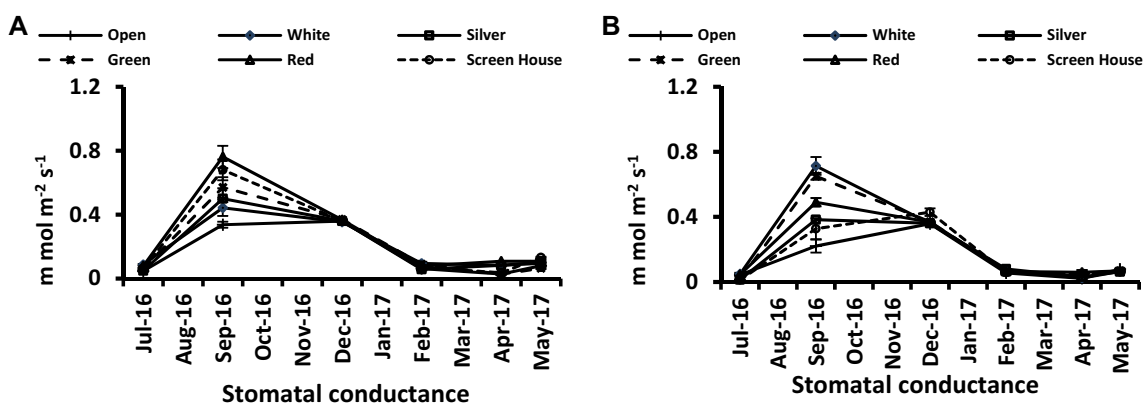 A
Open White Silver
Green Red Screen House
1.2
0.8
0.4
0
m mol m⁻² s⁻¹
Jul-16 Aug-16 Sep-16 Oct-16 Nov-16 Dec-16 Jan-17 Feb-17 Mar-17 Apr-17 May-17
Stomatal conductance
B
Open White Silver
Green Red Screen House
1.2
0.8
0.4
0
m mol m⁻² s⁻¹
Jul-16 Aug-16 Sep-16 Oct-16 Nov-16 Dec-16 Jan-17 Feb-17 Mar-17 Apr-17 May-17
Stomatal conductance